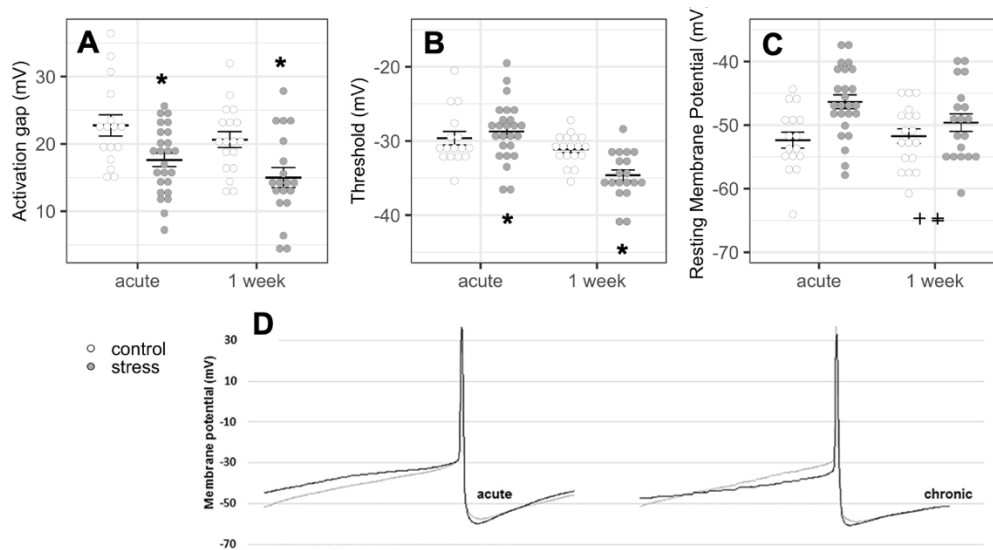 A
Activation gap (mV)
30
20
10
acute
1 week
*
*
B
Threshold (mV)
-20
-30
-40
acute
1 week
*
*
C
Resting Membrane Potential (mV
-40
-50
-60
-70
acute
1 week
+ ‡
control
stress
D
Membrane potential (mV)
30
10
-10
-30
-50
-70
acute
chronic